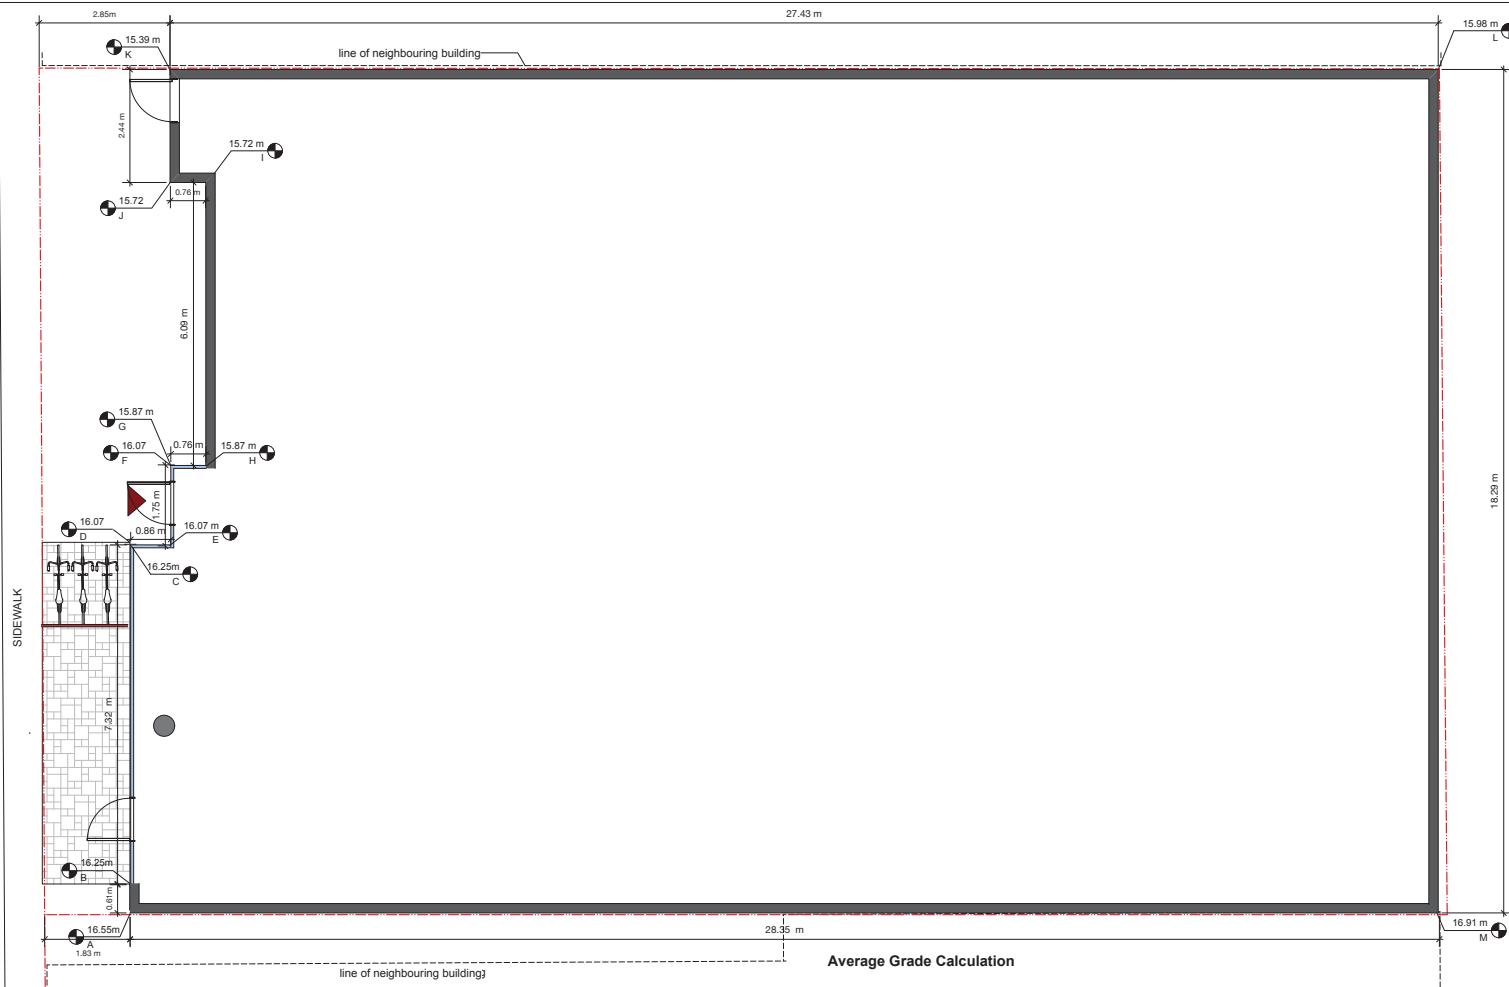 2.85m
27.43 m
15.98 m
L
15.39 m
K
line of neighbouring building
2.44 m
15.72 m
I
0.76 m
15.72
J
6.09 m
18.29 m
15.87 m
G
16.07
F
0.76 m
15.87 m
H
1.75 m
16.07
D
0.86 m
16.07 m
E
16.25m
C
SIDEWALK
7.32 m
16.25m
B
0.61m
16.55m
A
1.83 m
28.35 m
16.91 m
M
Average Grade Calculation
line of neighbouring building